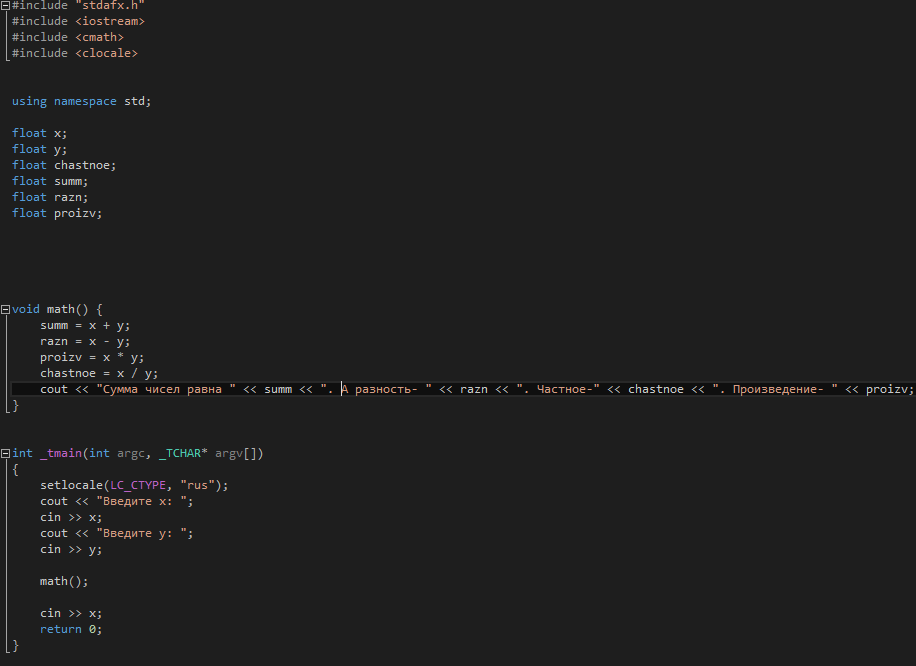 #include "stdafx.h"
#include <iostream>
#include <cmath>
#include <clocale>
using namespace std;
float x;
float y;
float chastnoe;
float summ;
float razn;
float proizv;
void math() {
summ = x + y;
razn = x - y;
proizv = x * y;
chastnoe = x / y;
cout << "Сумма чисел равна " << summ << ". А разность- " << razn << ". Частное-" << chastnoe << ". Произведение- " << proizv;
}
int _tmain(int argc, _TCHAR* argv[])
{
setlocale(LC_CTYPE, "rus");
cout << "Введите x: ";
cin >> x;
cout << "Введите y: ";
cin >> y;
math();
cin >> x;
return 0;
}